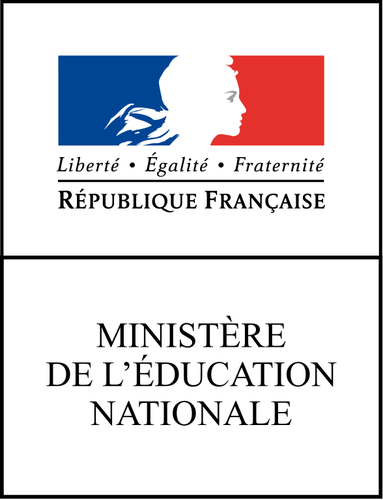 Liberté • Égalité • Fraternité
RÉPUBLIQUE FRANÇAISE
MINISTÈRE
DE L’ÉDUCATION
NATIONALE